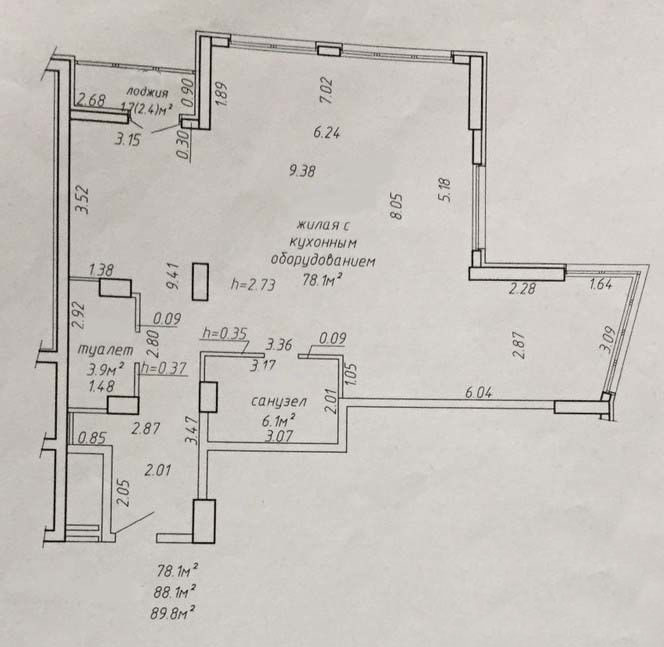 лоджия
1.7(2.4)м²
2.68
0.90
1.89
7.02
3.15
0.30
6.24
9.38
3.52
8.05
5.18
жилая с
кухонным
оборудованием
78.1м²
1.38
9.41
h=2.73
2.28
1.64
2.92
0.09
2.80
h=0.35
3.36
0.09
2.87
3.09
туалет
3.9м²
h=0.37
3.17
1.05
1.48
санузел
6.1м²
2.01
6.04
0.85
2.87
3.47
3.07
2.01
2.05
78.1м²
88.1м²
89.8м²